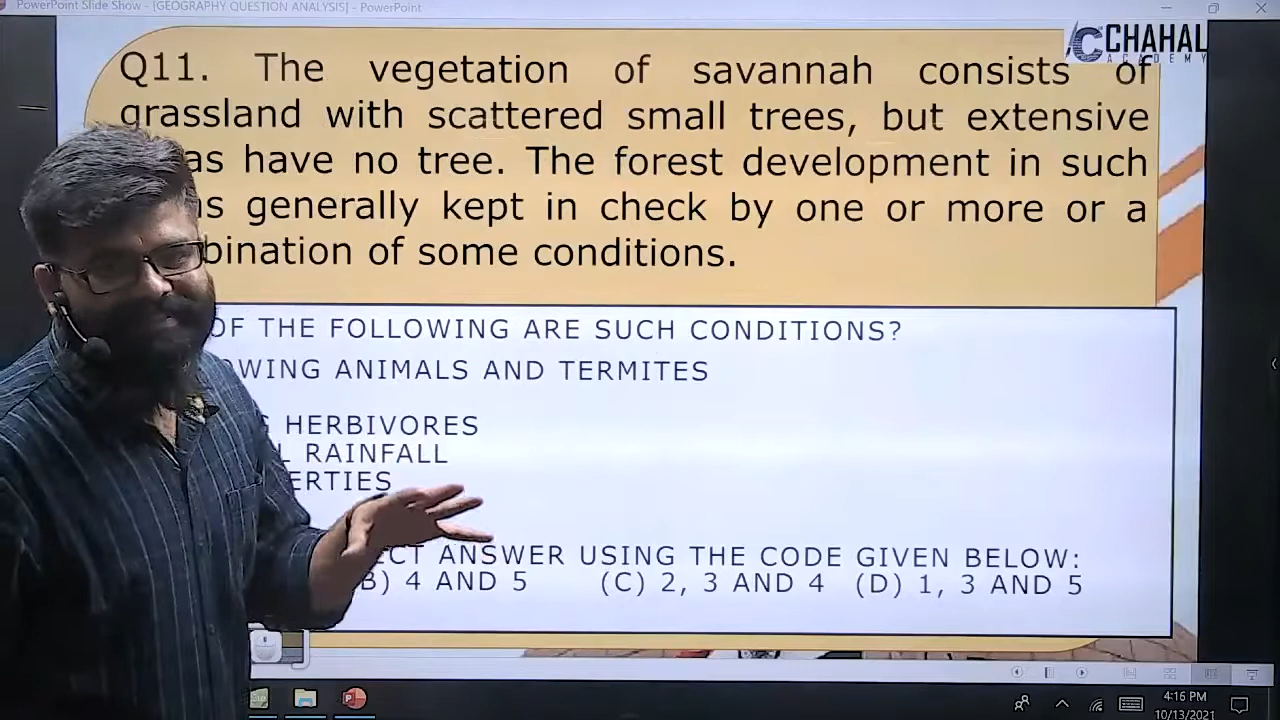 PowerPoint Slide Show - [GEOGRAPHY QUESTION ANALYSIS] - PowerPoint
CHAHAL
ACADEMY
Q11. The vegetation of savannah consists of
grassland with scattered small trees, but extensive
as have no tree. The forest development in such
s generally kept in check by one or more or a
bination of some conditions.
OF THE FOLLOWING ARE SUCH CONDITIONS?
OWING ANIMALS AND TERMITES
G HERBIVORES
L RAINFALL
ERTIES
ECT ANSWER USING THE CODE GIVEN BELOW:
B) 4 AND 5 (C) 2, 3 AND 4 (D) 1, 3 AND 5
4:16 PM
10/13/2021